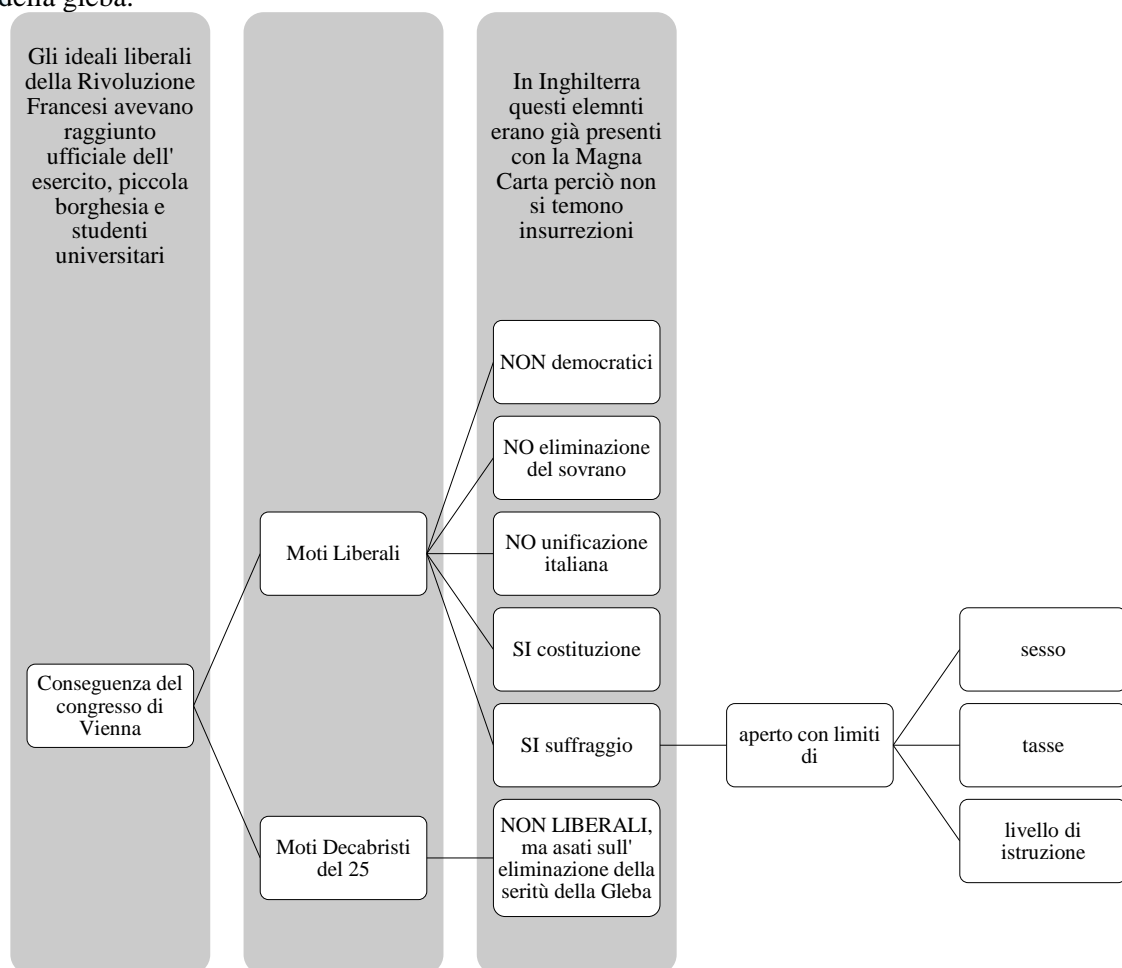 della gleba.
Gli ideali liberali
della Rivoluzione
Francesi avevano
raggiunto
ufficiale dell'
esercito, piccola
borghesia e
studenti
universitari
In Inghilterra
questi elemnti
erano già presenti
con la Magna
Carta perciò non
si temono
insurrezioni
Conseguenza del
congresso di
Vienna
Moti Liberali
NON democratici
NO eliminazione
del sovrano
NO unificazione
italiana
SI costituzione
SI suffraggio
aperto con limiti
di
sesso
tasse
livello di
istruzione
Moti Decabristi
del 25
NON LIBERALI,
ma asati sull'
eliminazione della
seritù della Gleba